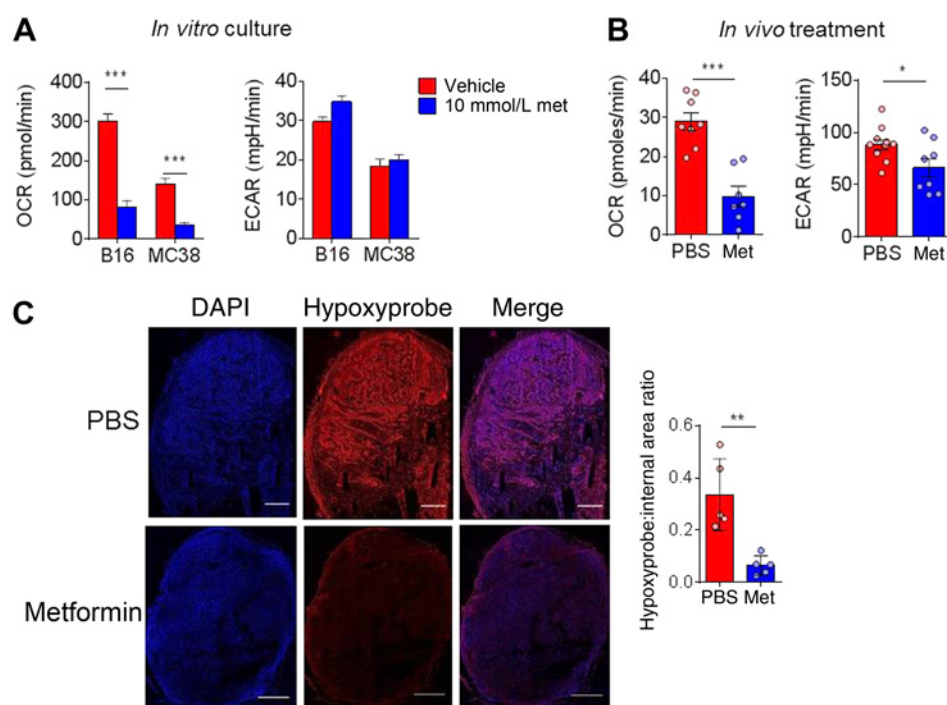 A
In vitro culture
OCR (pmol/min)
400
300
200
100
0
***
***
B16
MC38
ECAR (mpH/min)
40
30
20
10
0
B16
MC38
Vehicle
10 mmol/L met
B
In vivo treatment
OCR (pmoles/min)
40
30
20
10
0
***
PBS
Met
ECAR (mpH/min)
150
100
50
0
*
PBS
Met
C
DAPI
Hypoxyprobe
Merge
PBS
Metformin
Hypoxyprobe:internal area ratio
0.6
0.4
0.2
0.0
**
PBS
Met